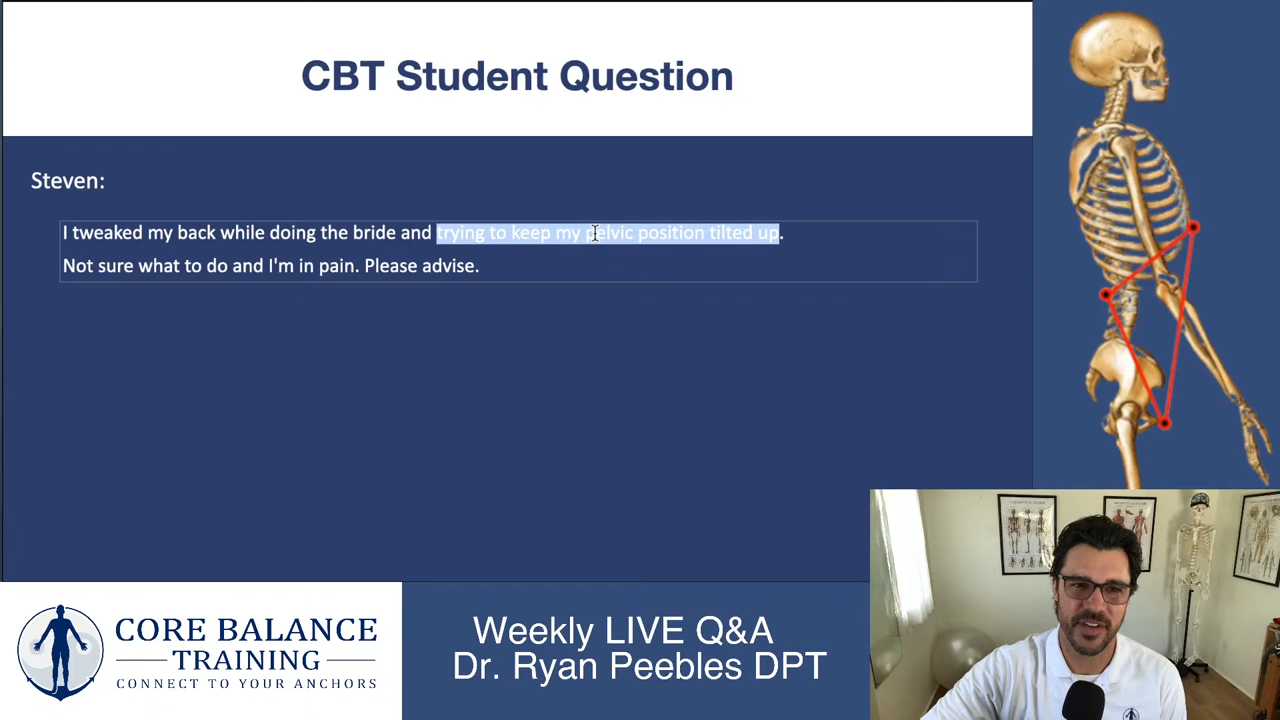 CBT Student Question
Steven:
I tweaked my back while doing the bride and trying to keep my pelvic position tilted up.
Not sure what to do and I'm in pain. Please advise.
CORE BALANCE
TRAINING
CONNECT TO YOUR ANCHORS
Weekly LIVE Q&A
Dr. Ryan Peebles DPT